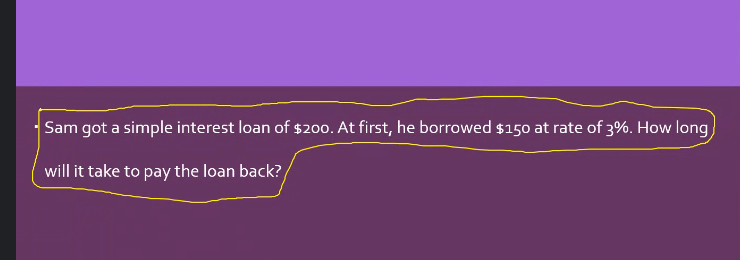 • Sam got a simple interest loan of $200. At first, he borrowed $150 at rate of 3%. How long
will it take to pay the loan back?